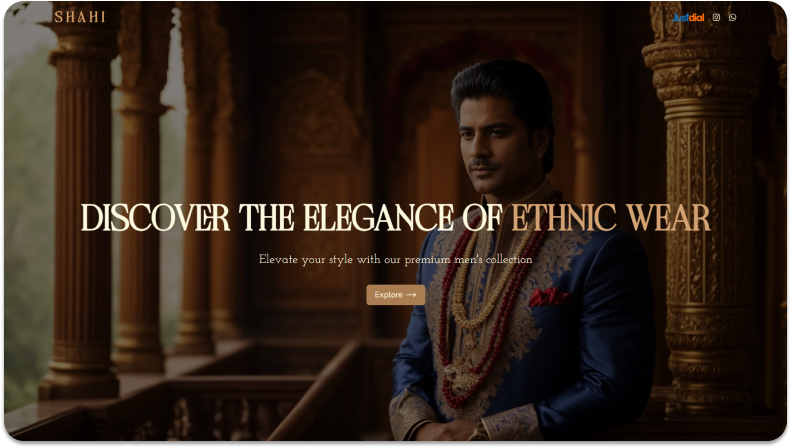 SHAHI
Justdial
DISCOVER THE ELEGANCE OF ETHNIC WEAR
Elevate your style with our premium men's collection
Explore →